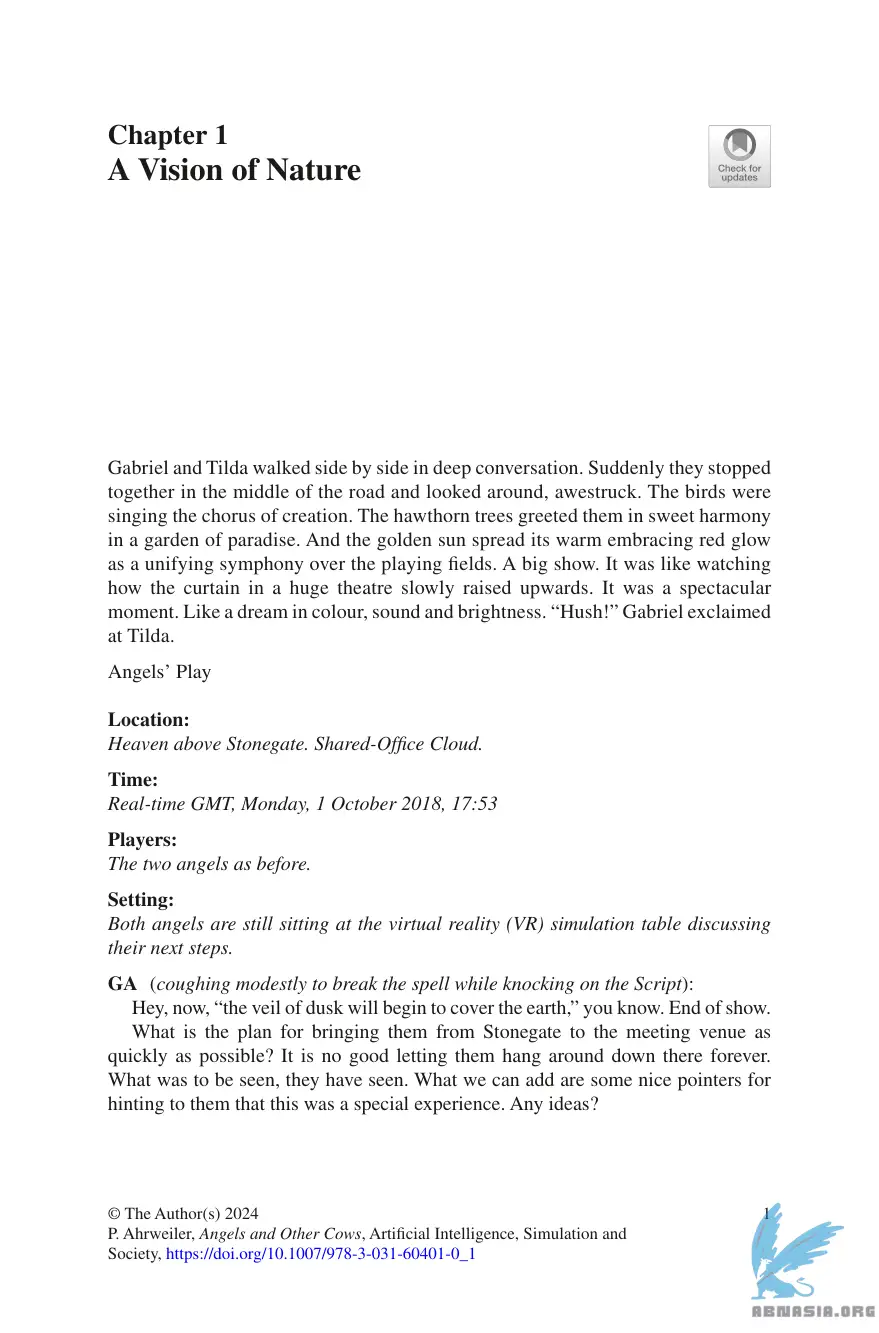 Chapter 1
A Vision of Nature
Check for
updates
Gabriel and Tilda walked side by side in deep conversation. Suddenly they stopped
together in the middle of the road and looked around, awestruck. The birds were
singing the chorus of creation. The hawthorn trees greeted them in sweet harmony
in a garden of paradise. And the golden sun spread its warm embracing red glow
as a unifying symphony over the playing fields. A big show. It was like watching
how the curtain in a huge theatre slowly raised upwards. It was a spectacular
moment. Like a dream in colour, sound and brightness. “Hush!” Gabriel exclaimed
at Tilda.
Angels’ Play
Location:
Heaven above Stonegate. Shared-Office Cloud.
Time:
Real-time GMT, Monday, 1 October 2018, 17:53
Players:
The two angels as before.
Setting:
Both angels are still sitting at the virtual reality (VR) simulation table discussing
their next steps.
GA (coughing modestly to break the spell while knocking on the Script):
Hey, now, “the veil of dusk will begin to cover the earth,” you know. End of show.
What is the plan for bringing them from Stonegate to the meeting venue as
quickly as possible? It is no good letting them hang around down there forever.
What was to be seen, they have seen. What we can add are some nice pointers for
hinting to them that this was a special experience. Any ideas?
© The Author(s) 2024
1
P. Ahrweiler, Angels and Other Cows, Artificial Intelligence, Simulation and
Society, https://doi.org/10.1007/978-3-031-60401-0_1
ABNASIA.ORG